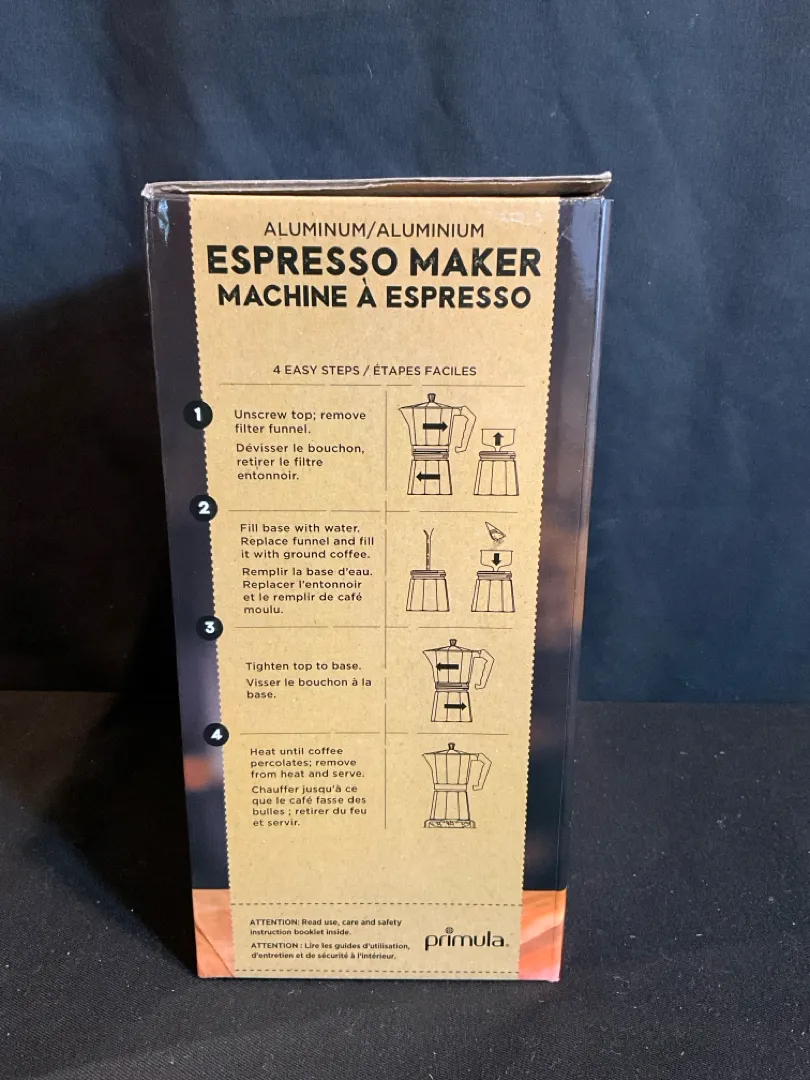 ALUMINUM/ALUMINIUM
ESPRESSO MAKER
MACHINE À ESPRESSO
4 EASY STEPS / ÉTAPES FACILES
1
Unscrew top; remove
filter funnel.
Dévisser le bouchon,
retirer le filtre
entonnoir.
2
Fill base with water.
Replace funnel and fill
it with ground coffee.
Remplir la base d'eau.
Replacer l'entonnoir
et le remplir de café
moulu.
3
Tighten top to base.
Visser le bouchon à la
base.
4
Heat until coffee
percolates; remove
from heat and serve.
Chauffer jusqu'à ce
que le café fasse des
bulles ; retirer du feu
et servir.
ATTENTION: Read use, care and safety
instruction booklet inside.
ATTENTION : Lire les guides d'utilisation,
d'entretien et de sécurité à l'intérieur.
primula